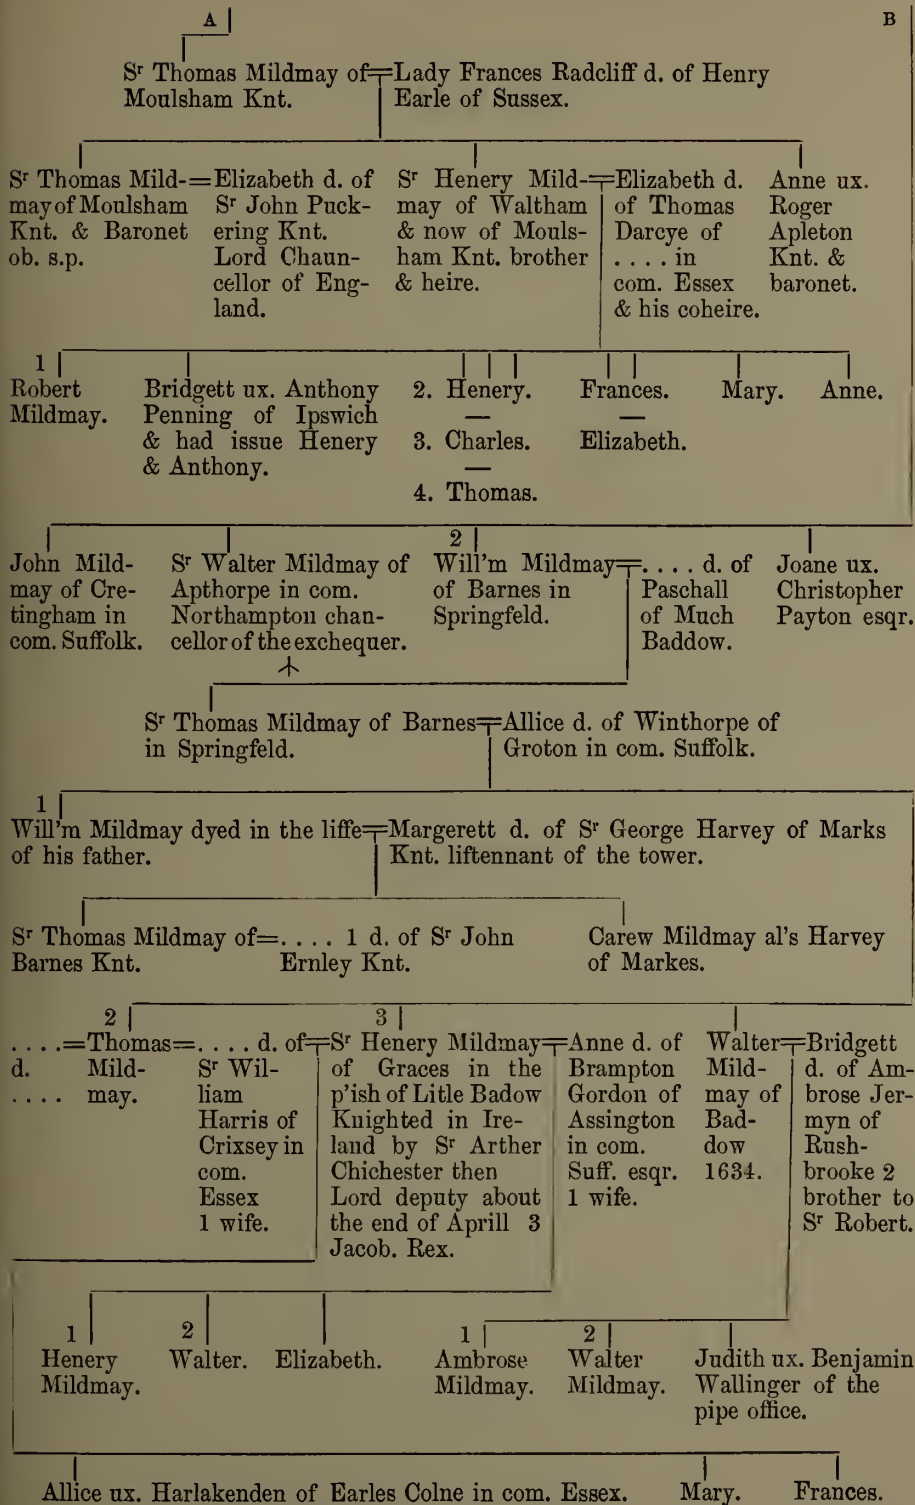 A B
Sr Thomas Mildmay of=Lady Frances Radcliff d. of Henry
Moulsham Knt. Earle of Sussex.
Sr Thomas Mild-=Elizabeth d. of Sr Henery Mild-=Elizabeth d. Anne ux.
may of Moulsham Sr John Puck- may of Waltham of Thomas Roger
Knt. & Baronet ering Knt. & now of Mouls- Darcye of Apleton
ob. s.p. Lord Chaun- ham Knt. brother .... in Knt. &
cellor of Eng- & heire. com. Essex baronet.
land. & his coheire.
1
Robert Bridgett ux. Anthony 2. Henery. Frances. Mary. Anne.
Mildmay. Penning of Ipswich — —
& had issue Henery 3. Charles. Elizabeth.
& Anthony. —
4. Thomas.
2
John Mild- Sr Walter Mildmay of Will'm Mildmay=.... d. of Joane ux.
may of Cre- Apthorpe in com. of Barnes in Paschall Christopher
tingham in Northampton chan- Springfeld. of Much Payton esqr.
com. Suffolk. cellor of the exchequer. Baddow.
Sr Thomas Mildmay of Barnes=Allice d. of Winthorpe of
in Springfeld. Groton in com. Suffolk.
1
Will'm Mildmay dyed in the liffe=Margerett d. of Sr George Harvey of Marks
of his father. Knt. liftennant of the tower.
Sr Thomas Mildmay of=.... 1 d. of Sr John Carew Mildmay al's Harvey
Barnes Knt. Ernley Knt. of Markes.
2 3
....=Thomas=.... d. of=Sr Henery Mildmay=Anne d. of Walter=Bridgett
d. Mild- Sr Wil- of Graces in the Brampton Mild- d. of Am-
.... may. liam p'ish of Litle Badow Gordon of may of brose Jer-
Harris of Knighted in Ire- Assington Bad- myn of
Crixsey in land by Sr Arther in com. dow Rush-
com. Chichester then Suff. esqr. 1634. brooke 2
Essex Lord deputy about 1 wife. brother to
1 wife. the end of Aprill 3 Sr Robert.
Jacob. Rex.
1 2 1 2
Henery Walter. Elizabeth. Ambrose Walter Judith ux. Benjamin
Mildmay. Mildmay. Mildmay. Wallinger of the
pipe office.
Allice ux. Harlakenden of Earles Colne in com. Essex. Mary. Frances.